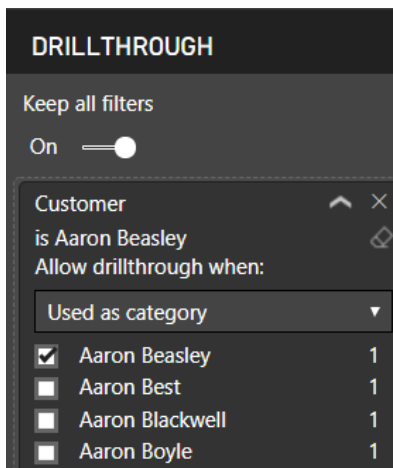 DRILLTHROUGH
Keep all filters
On
Customer
is Aaron Beasley
Allow drillthrough when:
Used as category
Aaron Beasley 1
Aaron Best 1
Aaron Blackwell 1
Aaron Boyle 1